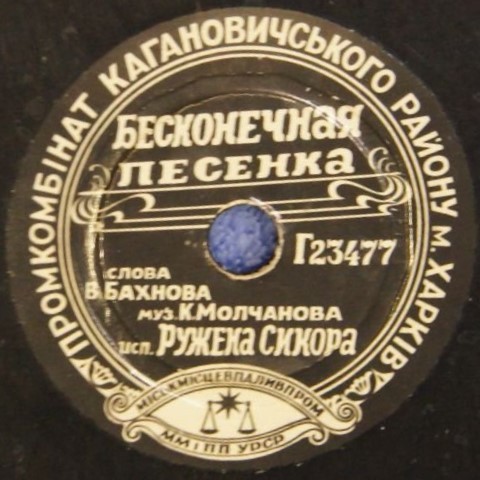 ПРОМКОМБІНАТ КАГАНОВИЧСЬКОГО РАЙОНУ М. ХАРКІВ
БЕСКОНЕЧНАЯ
ПЕСЕНКА
Г23477
СЛОВА
В. БАХНОВА
МУЗ. К. МОЛЧАНОВА
ИСП. РУЖЕНА СИКОРА
МІСЬКМІСЦЕВПАЛИВПРОМ
ММ і ПП УРСР